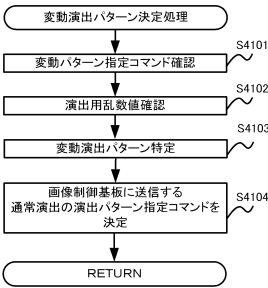 変動演出パターン決定処理
S4101
変動パターン指定コマンド確認
S4102
演出用乱数値確認
S4103
変動演出パターン特定
S4104
画像制御基板に送信する
通常演出の演出パターン指定コマンドを
決定
RETURN